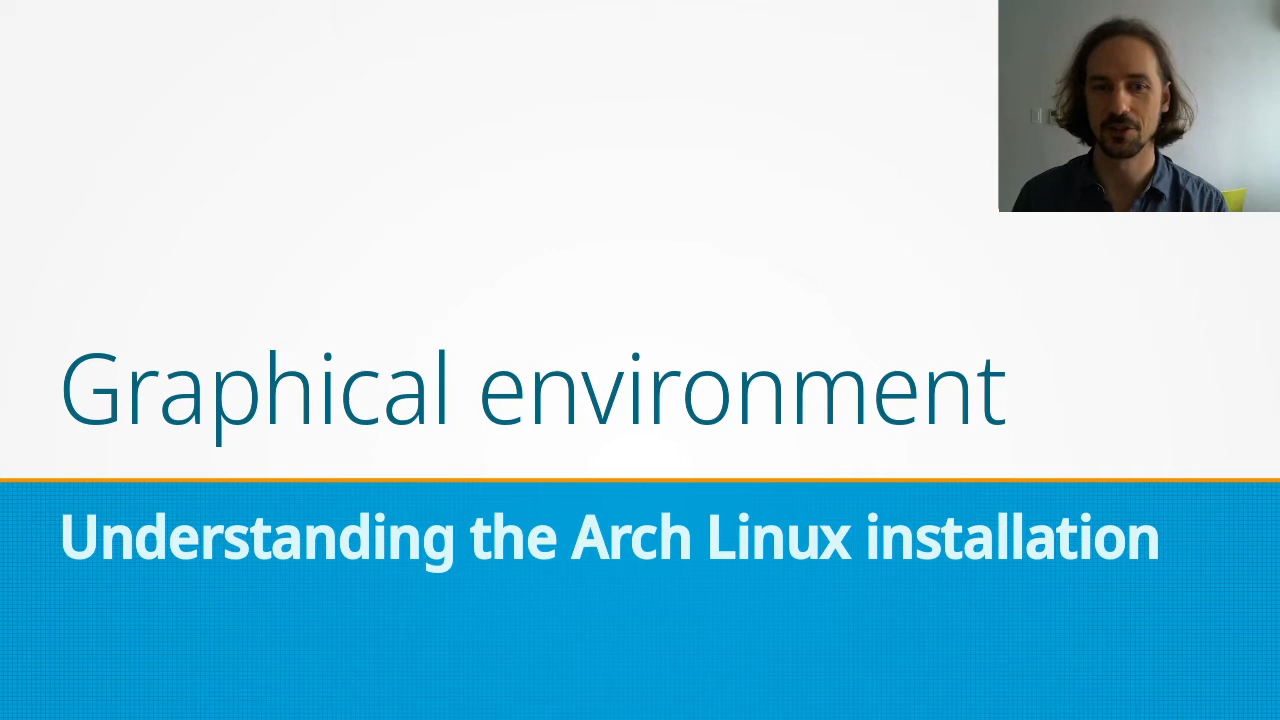 Graphical environment
Understanding the Arch Linux installation